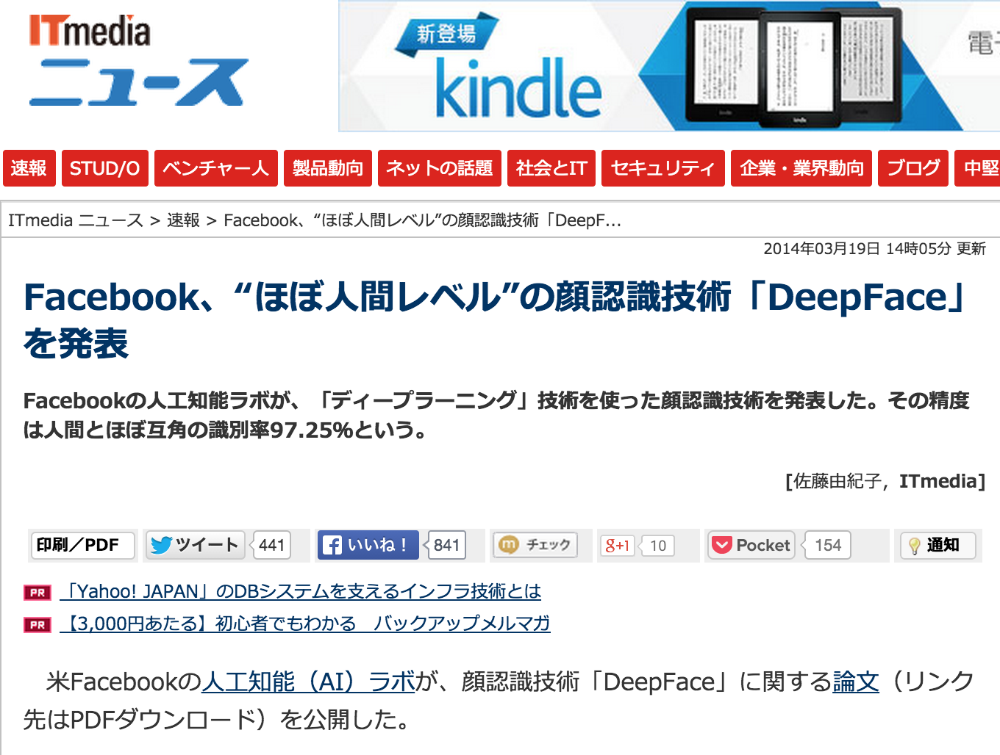 ITmedia
ニュース
新登場
kindle
電子
kindle
速報 STUD/O ベンチャー人 製品動向 ネットの話題 社会とIT セキュリティ 企業・業界動向 ブログ 中堅
ITmedia ニュース > 速報 > Facebook、“ほぼ人間レベル”の顔認識技術「DeepF...
2014年03月19日 14時05分 更新
Facebook、“ほぼ人間レベル”の顔認識技術「DeepFace」
を発表
Facebookの人工知能ラボが、「ディープラーニング」技術を使った顔認識技術を発表した。その精度
は人間とほぼ互角の識別率97.25%という。
[佐藤由紀子，ITmedia]
印刷／PDF ツイート 441 いいね！ 841 m チェック g+1 10 Pocket 154 通知
PR 「Yahoo! JAPAN」のDBシステムを支えるインフラ技術とは
PR 【3,000円あたる】初心者でもわかる　バックアップメルマガ
米Facebookの人工知能（AI）ラボが、顔認識技術「DeepFace」に関する論文（リンク
先はPDFダウンロード）を公開した。